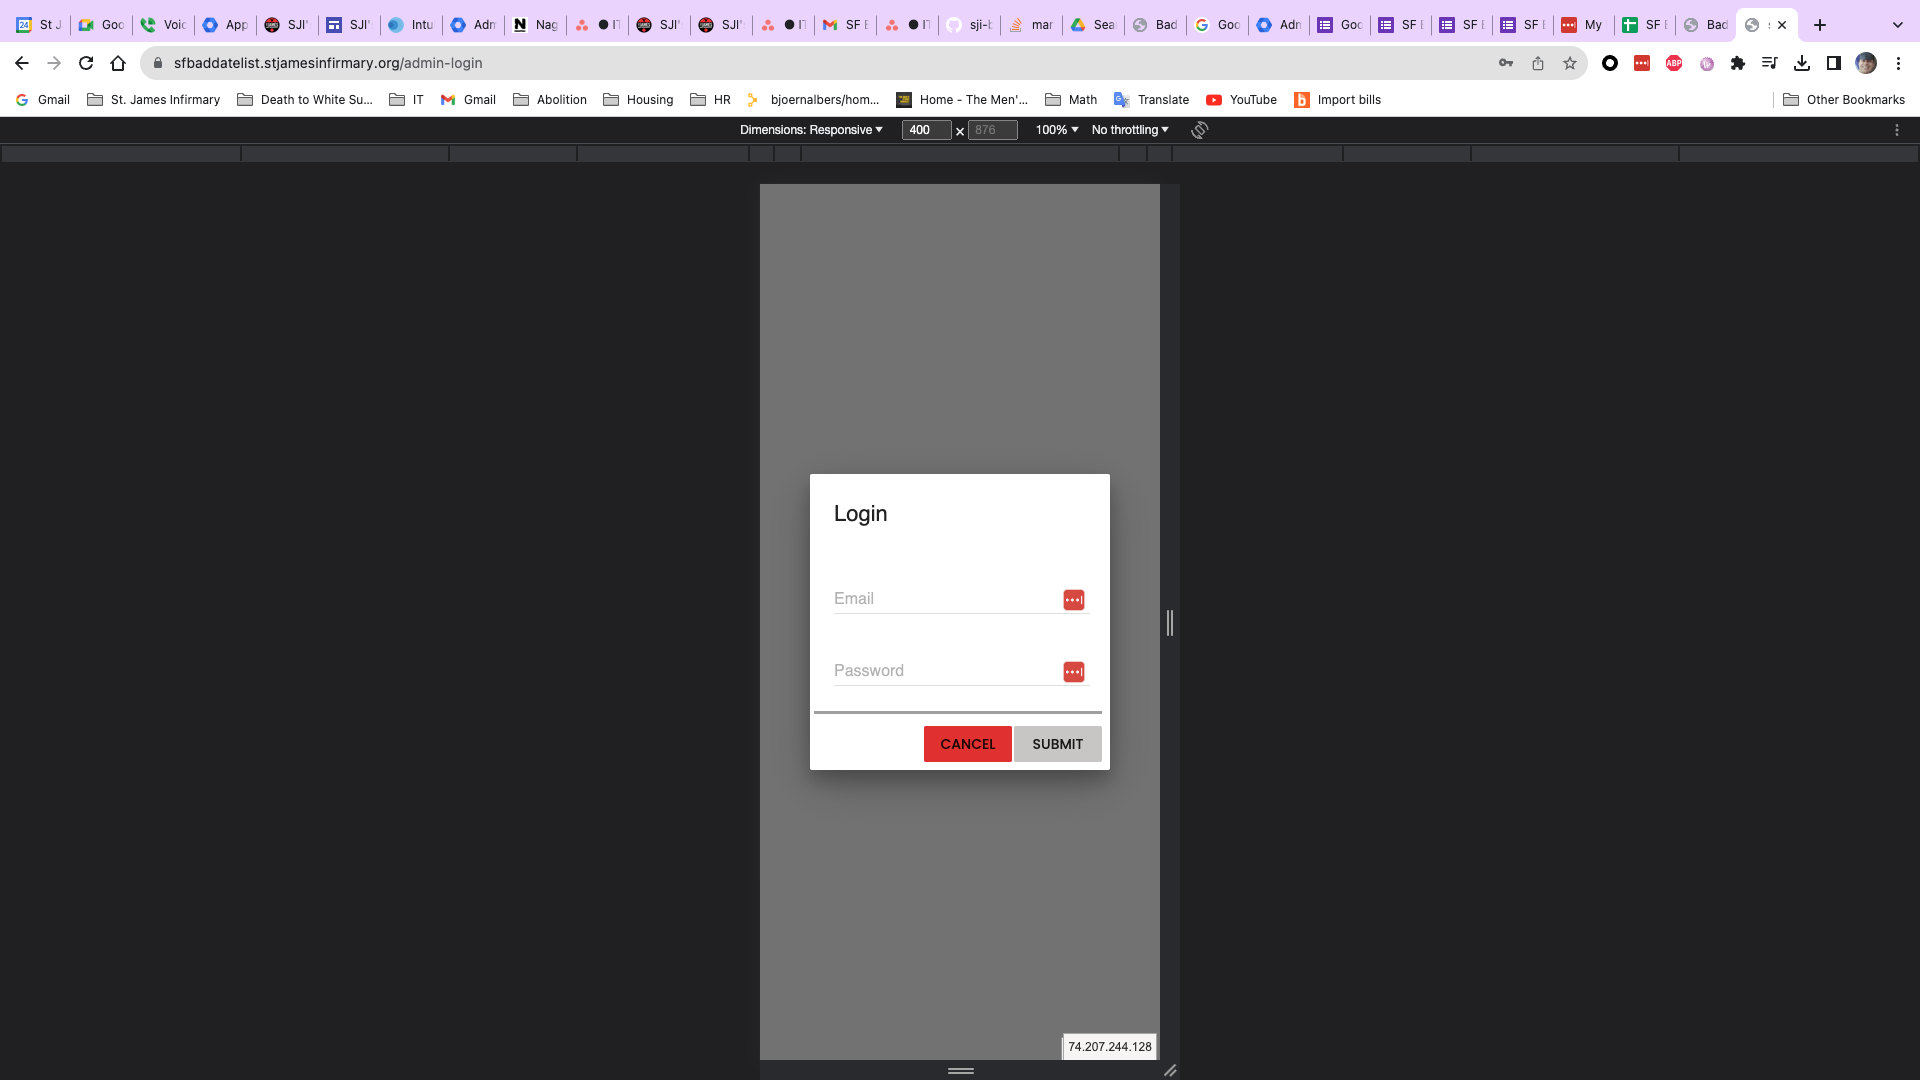 24 St J
Goo
Voic
App
SJI'
SJI'
Intu
Adn
Nag
SJI'
SJI'
SF E
sji-b
mar
Sea
Bad
Goo
Adn
Goo
SF E
SF E
SF E
My
SF E
Bad
sfbaddatelist.stjamesinfirmary.org/admin-login
ABP
Gmail
St. James Infirmary
Death to White Su...
IT
Gmail
Abolition
Housing
HR
bjoernalbers/hom...
Home - The Men'...
Math
Translate
YouTube
Import bills
Other Bookmarks
Dimensions: Responsive
400 × 876
100%
No throttling
Login
Email
Password
CANCEL
SUBMIT
74.207.244.128